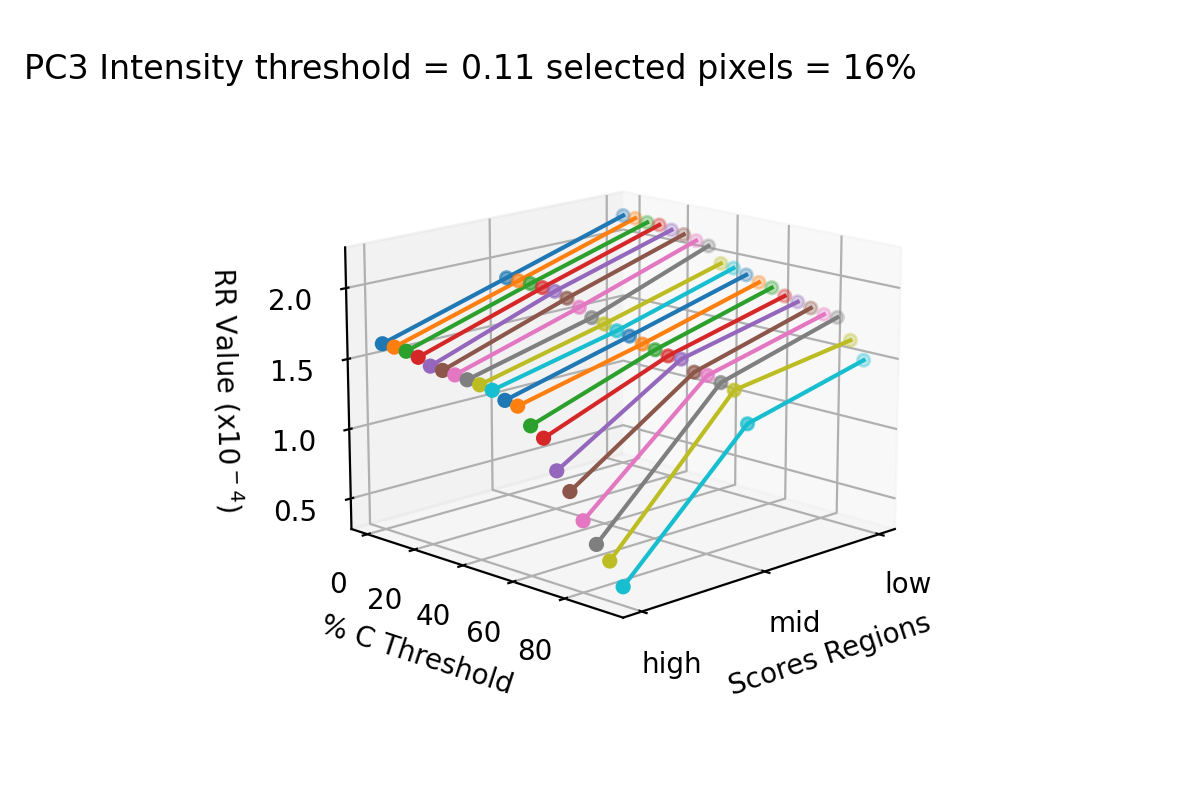 PC3 Intensity threshold = 0.11 selected pixels = 16%
RR Value (x10⁻⁴)
2.0
1.5
1.0
0.5
0
20
40
60
80
% C Threshold
high
mid
low
Scores Regions